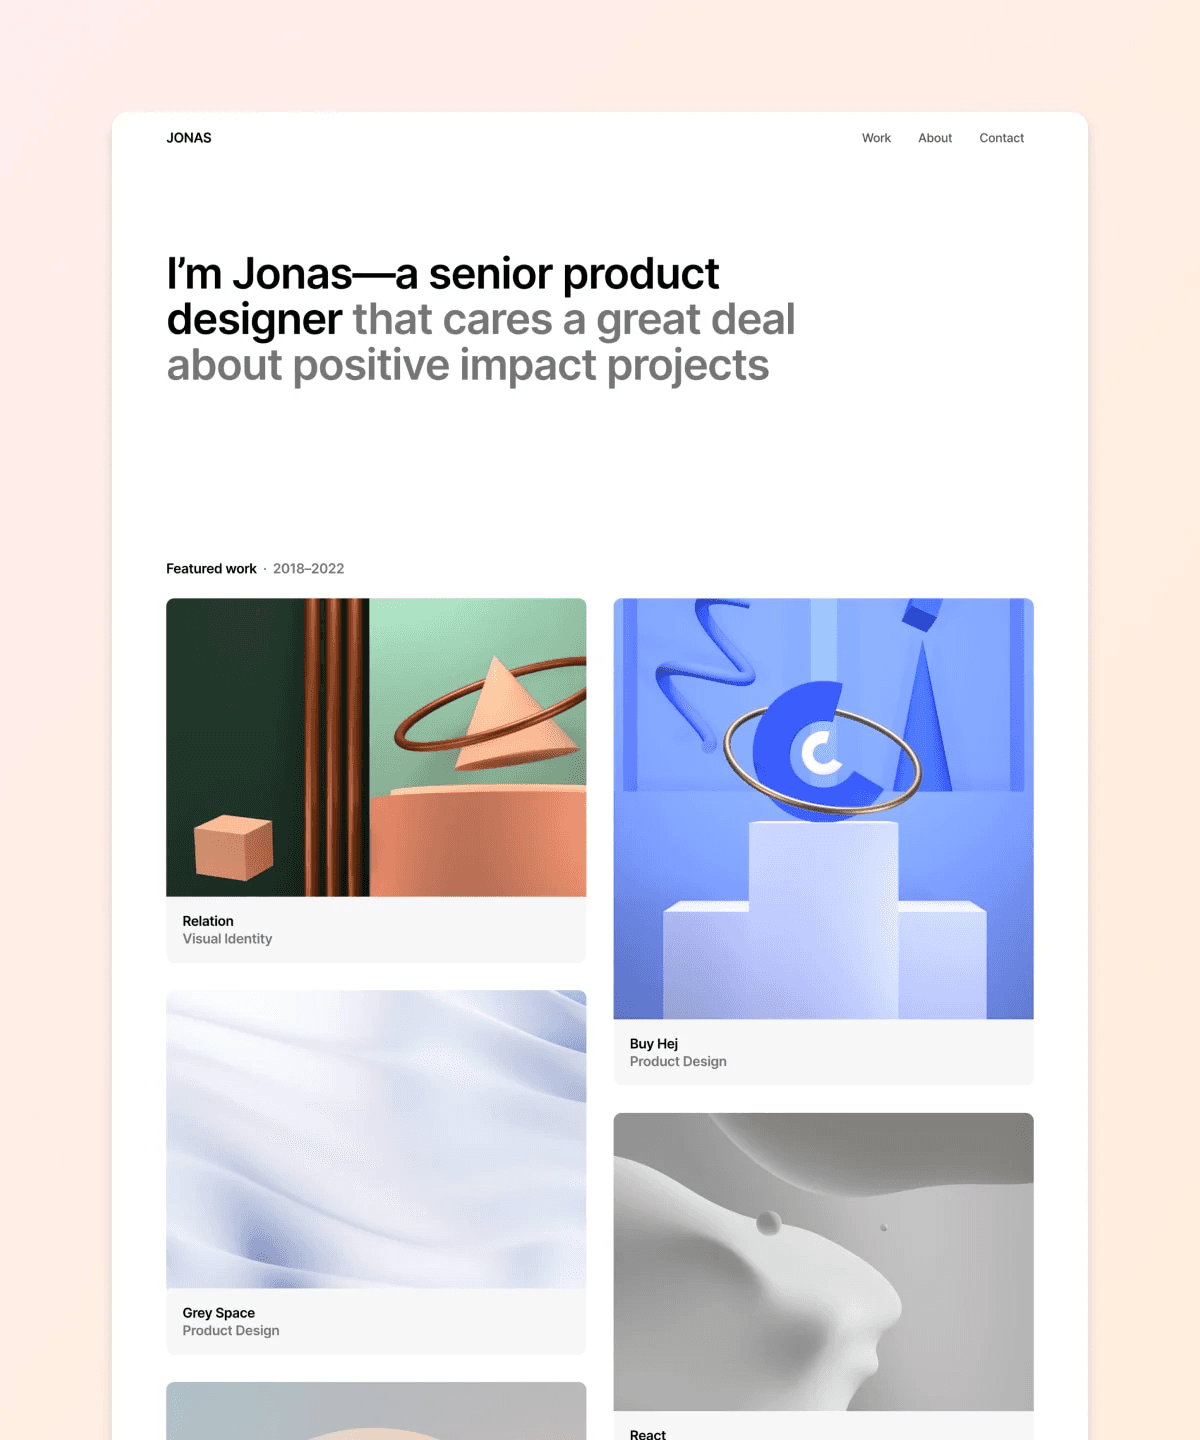 JONAS
Work
About
Contact
I’m Jonas—a senior product
designer that cares a great deal
about positive impact projects
Featured work · 2018–2022
Relation
Visual Identity
Buy Hej
Product Design
Grey Space
Product Design
React